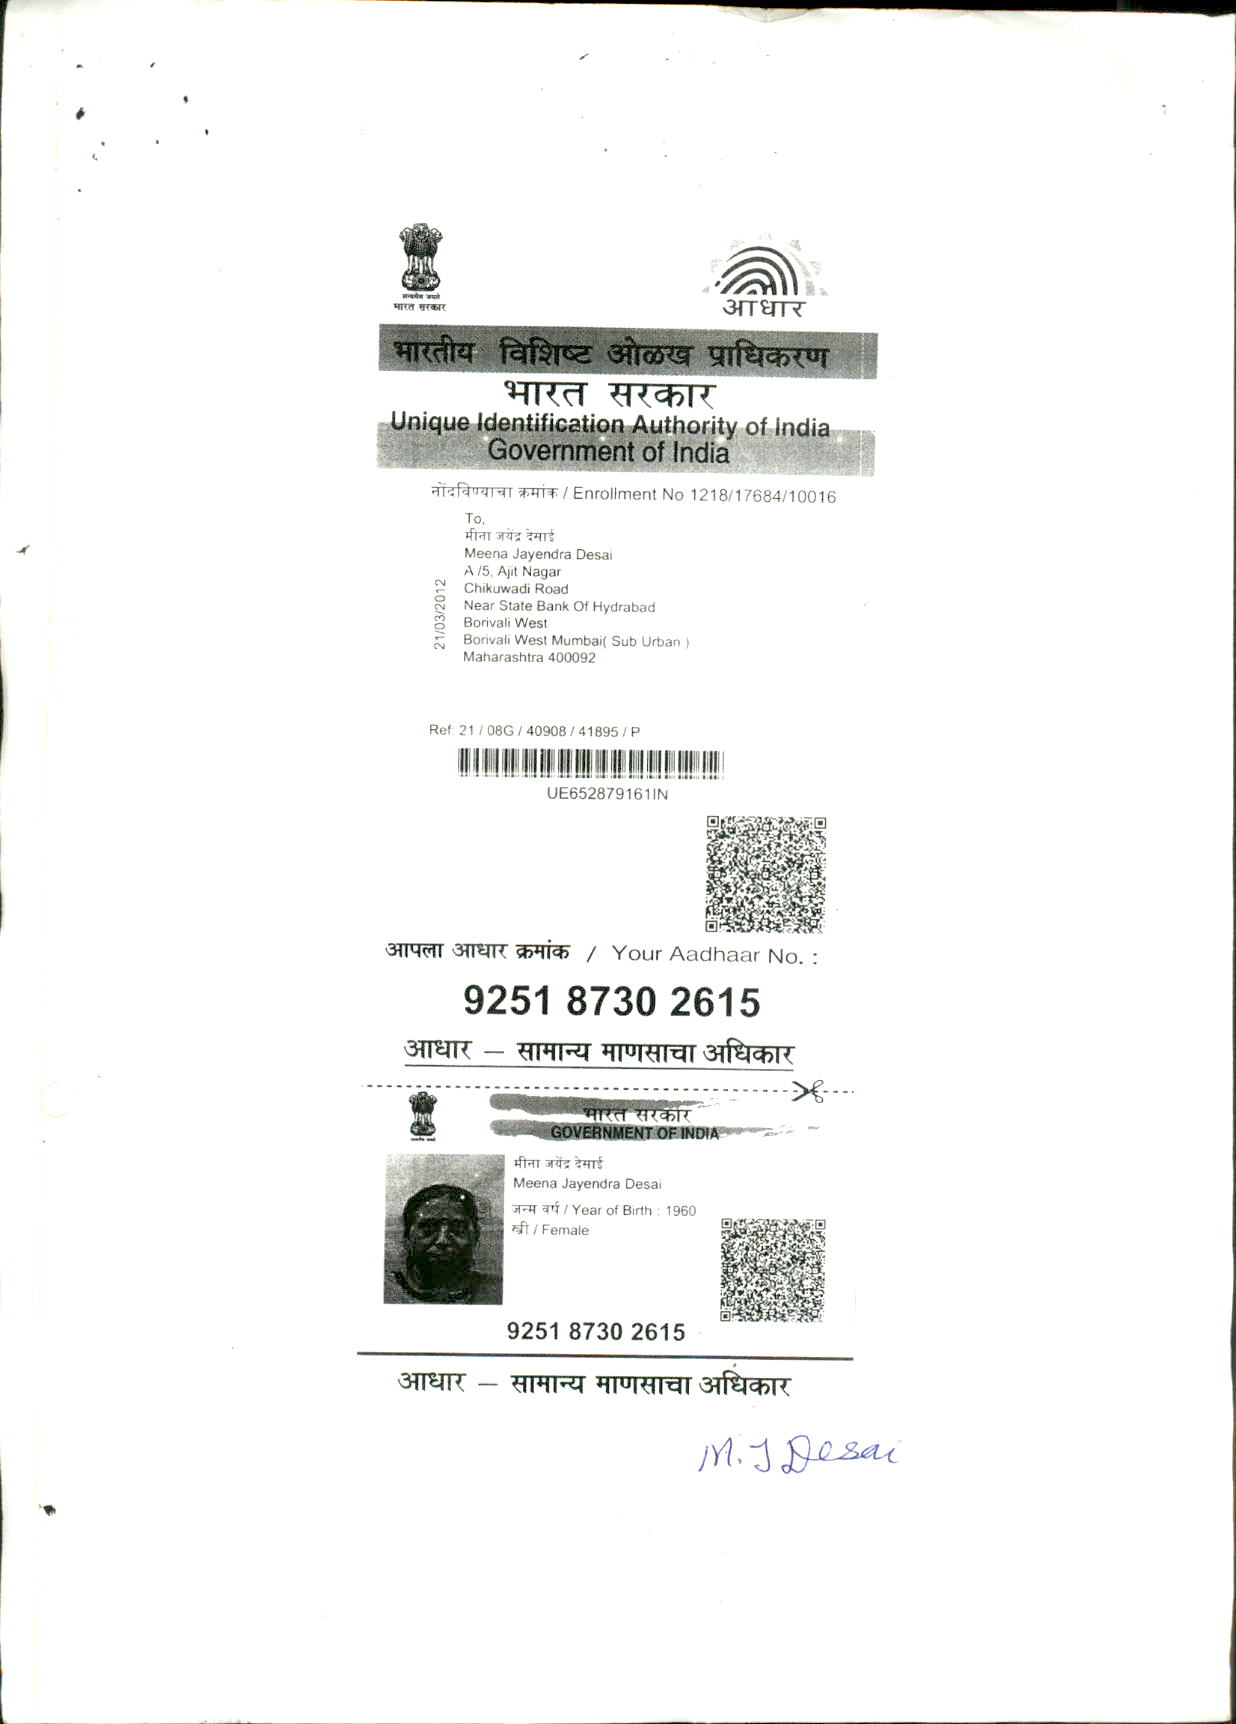 सत्यमेव जयते
भारत सरकार
आधार
भारतीय विशिष्ट ओळख प्राधिकरण
भारत सरकार
Unique Identification Authority of India
Government of India
नोंदविण्याचा क्रमांक / Enrollment No 1218/17684/10016
To,
मीना जयेंद्र देसाई
Meena Jayendra Desai
A /5, Ajit Nagar
Chikuwadi Road
Near State Bank Of Hydrabad
Borivali West
Borivali West Mumbai( Sub Urban )
Maharashtra 400092
21/03/2012
Ref: 21 / 08G / 40908 / 41895 / P
UE652879161IN
आपला आधार क्रमांक / Your Aadhaar No. :
9251 8730 2615
आधार – सामान्य माणसाचा अधिकार
भारत सरकार
GOVERNMENT OF INDIA
मीना जयेंद्र देसाई
Meena Jayendra Desai
जन्म वर्ष / Year of Birth : 1960
स्त्री / Female
9251 8730 2615
आधार – सामान्य माणसाचा अधिकार
M. J Desai